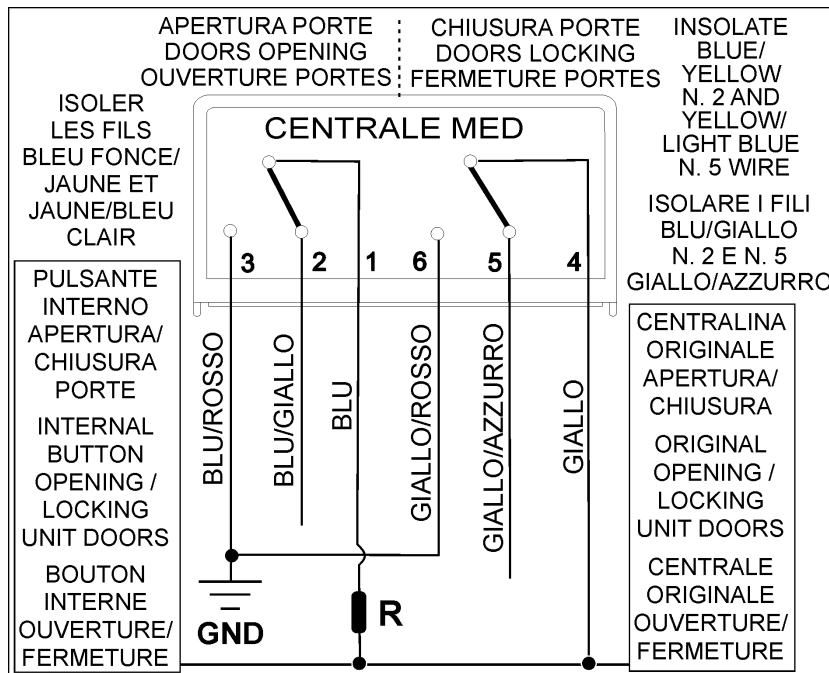 APERTURA PORTE
DOORS OPENING
OUVERTURE PORTES
CHIUSURA PORTE
DOORS LOCKING
FERMETURE PORTES
INSOLATE
BLUE/
YELLOW
N. 2 AND
YELLOW/
LIGHT BLUE
N. 5 WIRE
ISOLARE I FILI
BLU/GIALLO
N. 2 E N. 5
GIALLO/AZZURRO
ISOLER
LES FILS
BLEU FONCE/
JAUNE ET
JAUNE/BLEU
CLAIR
CENTRALE MED
3 2 1 6 5 4
BLU/ROSSO
BLU/GIALLO
BLU
GIALLO/ROSSO
GIALLO/AZZURRO
GIALLO
PULSANTE
INTERNO
APERTURA/
CHIUSURA
PORTE
INTERNAL
BUTTON
OPENING /
LOCKING
UNIT DOORS
BOUTON
INTERNE
OUVERTURE/
FERMETURE
GND
R
CENTRALINA
ORIGINALE
APERTURA/
CHIUSURA
ORIGINAL
OPENING /
LOCKING
UNIT DOORS
CENTRALE
ORIGINALE
OUVERTURE/
FERMETURE